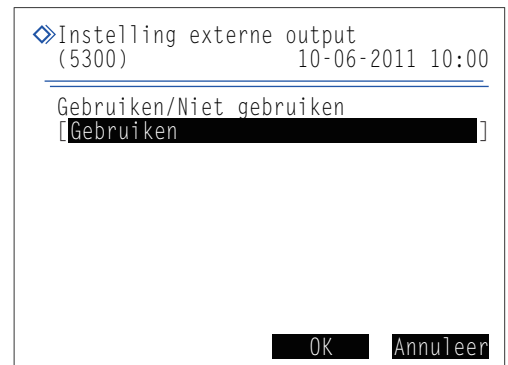 Instelling externe output
(5300) 10-06-2011 10:00
Gebruiken/Niet gebruiken
[Gebruiken ]
OK Annuleer